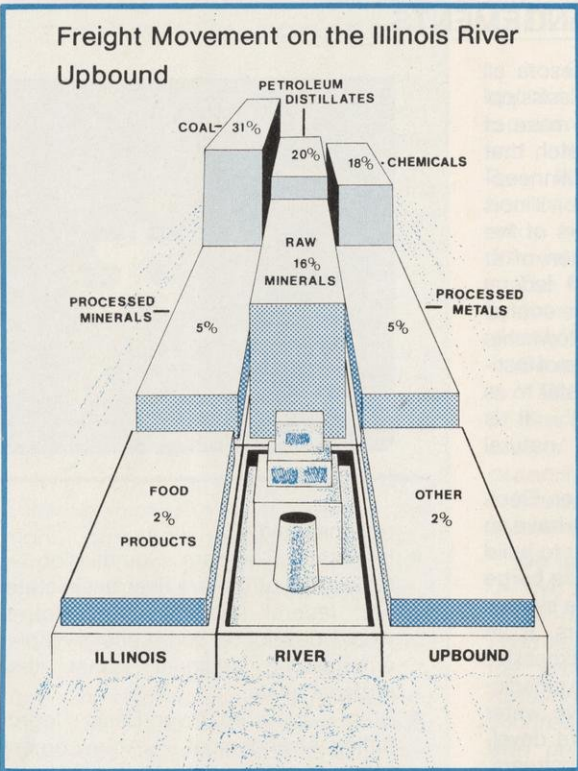 Freight Movement on the Illinois River
Upbound
PETROLEUM
DISTILLATES
COAL
31%
20%
18%
CHEMICALS
RAW
16%
MINERALS
PROCESSED
MINERALS
5%
PROCESSED
METALS
5%
FOOD
2%
PRODUCTS
OTHER
2%
ILLINOIS
RIVER
UPBOUND